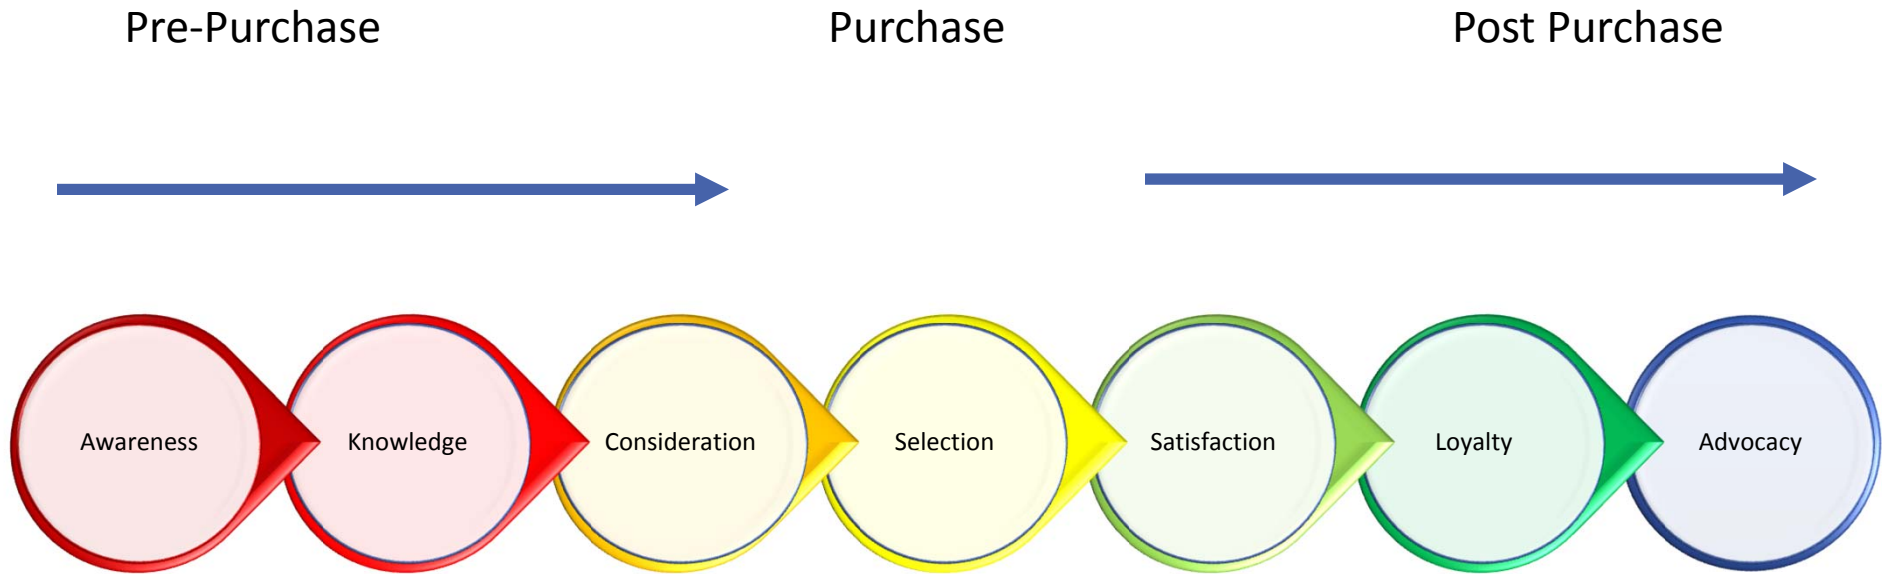 Pre-Purchase
Purchase
Post Purchase
Awareness
Knowledge
Consideration
Selection
Satisfaction
Loyalty
Advocacy